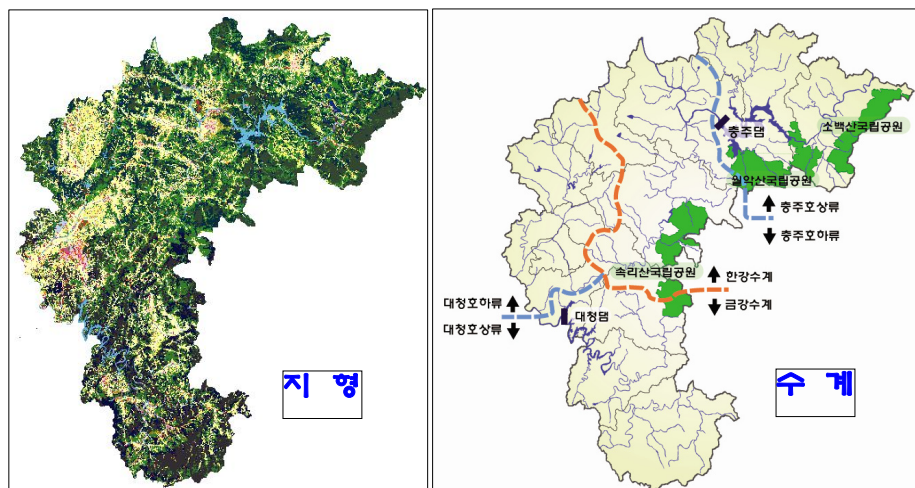 지 형
충주댐
소백산국립공원
월악산국립공원
충주호상류
충주호하류
속리산국립공원
한강수계
금강수계
대청호하류
대청호상류
대청댐
수 계